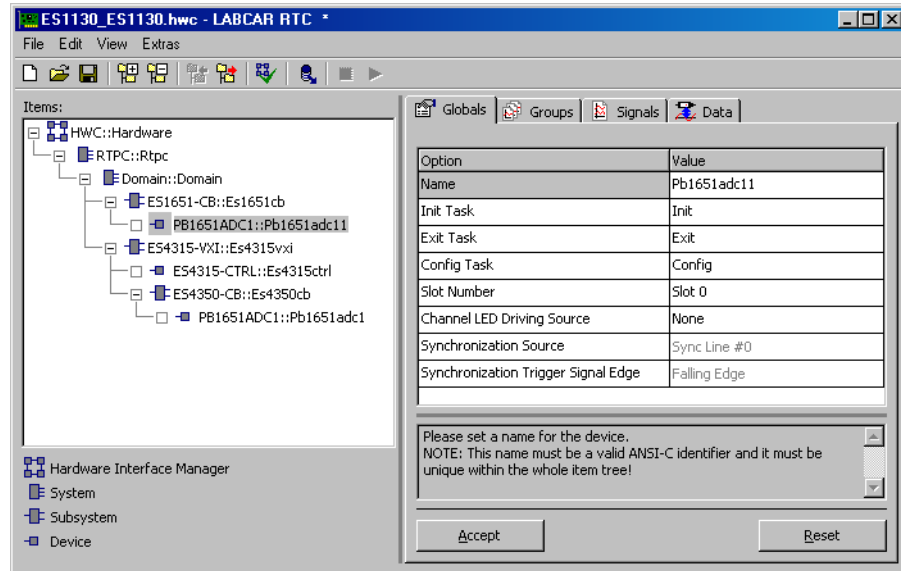 ES1130_ES1130.hwc - LABCAR RTC *
File Edit View Extras
Items:
HWC::Hardware
RTPC::Rtpc
Domain::Domain
ES1651-CB::Es1651cb
PB1651ADC1::Pb1651adc11
ES4315-VXI::Es4315vxi
ES4315-CTRL::Es4315ctrl
ES4350-CB::Es4350cb
PB1651ADC1::Pb1651adc1
Hardware Interface Manager
System
Subsystem
Device
Globals Groups Signals Data
Option Value
Name Pb1651adc11
Init Task Init
Exit Task Exit
Config Task Config
Slot Number Slot 0
Channel LED Driving Source None
Synchronization Source Sync Line #0
Synchronization Trigger Signal Edge Falling Edge
Please set a name for the device.
NOTE: This name must be a valid ANSI-C identifier and it must be
unique within the whole item tree!
Accept Reset